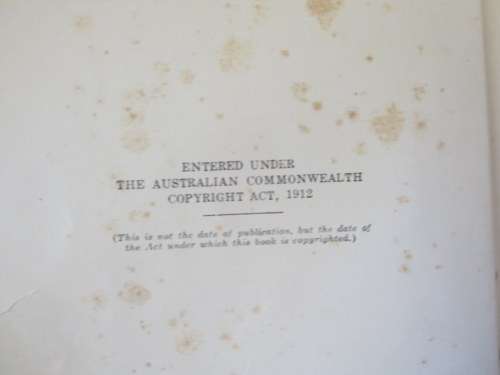 ENTERED UNDER
THE AUSTRALIAN COMMONWEALTH
COPYRIGHT ACT, 1912
(This is not the date of publication, but the date of
the Act under which this book is copyrighted.)